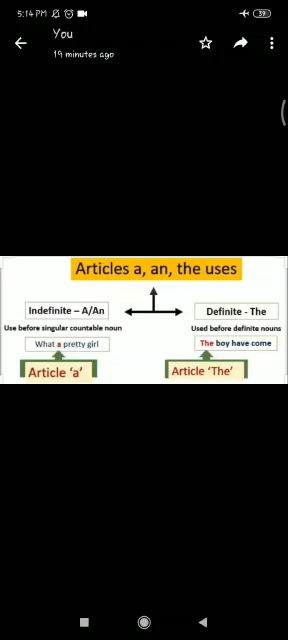 5:14 PM
39
You
19 minutes ago
Articles a, an, the uses
Indefinite – A/An
Definite - The
Use before singular countable noun
Used before definite nouns
What a pretty girl
The boy have come
Article 'a'
Article 'The'